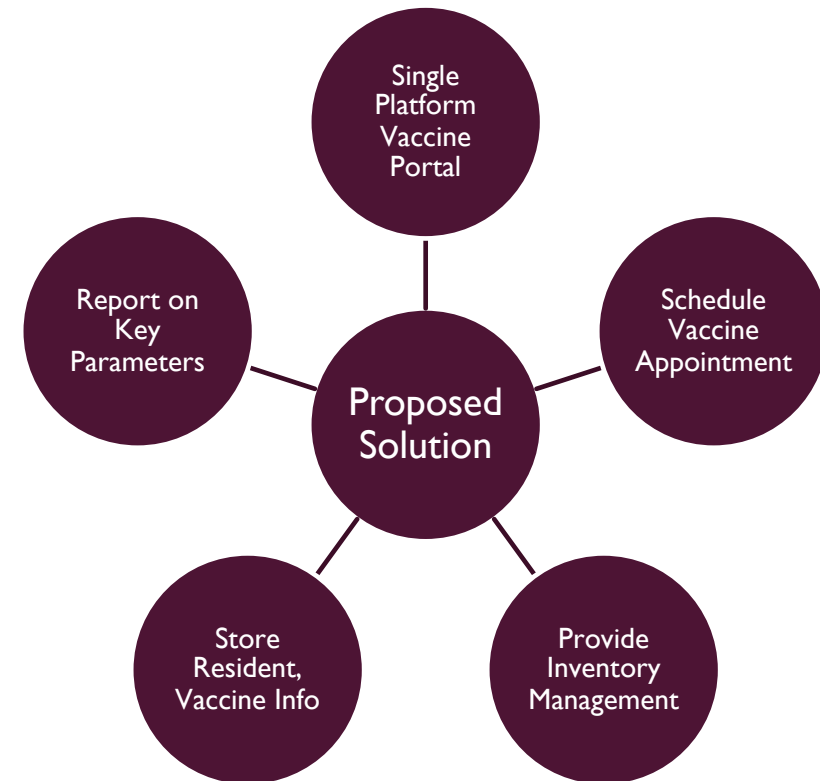 Single
Platform
Vaccine
Portal
Report on
Key
Parameters
Schedule
Vaccine
Appointment
Proposed
Solution
Store
Resident,
Vaccine Info
Provide
Inventory
Management